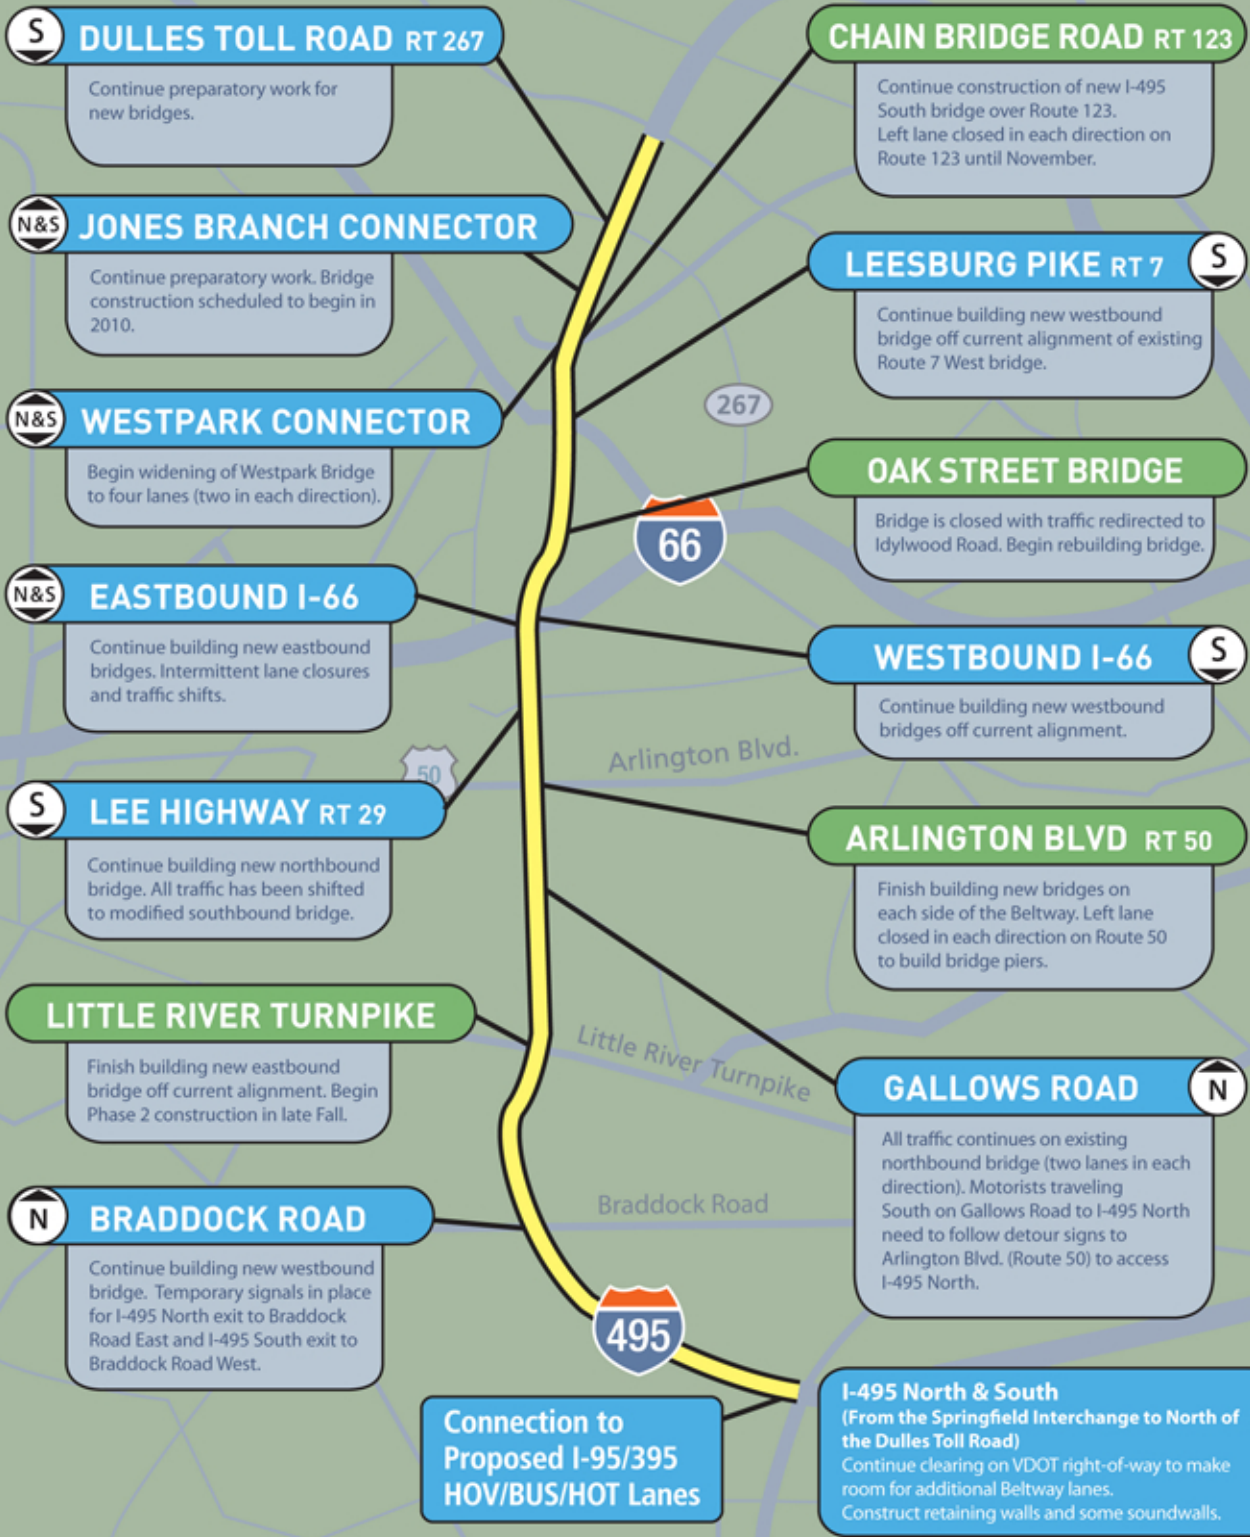 S
DULLES TOLL ROAD RT 267
Continue preparatory work for
new bridges.
N&S
JONES BRANCH CONNECTOR
Continue preparatory work. Bridge
construction scheduled to begin in
2010.
N&S
WESTPARK CONNECTOR
Begin widening of Westpark Bridge
to four lanes (two in each direction).
N&S
EASTBOUND I-66
Continue building new eastbound
bridges. Intermittent lane closures
and traffic shifts.
S
LEE HIGHWAY RT 29
Continue building new northbound
bridge. All traffic has been shifted
to modified southbound bridge.
LITTLE RIVER TURNPIKE
Finish building new eastbound
bridge off current alignment. Begin
Phase 2 construction in late Fall.
N
BRADDOCK ROAD
Continue building new westbound
bridge. Temporary signals in place
for I-495 North exit to Braddock
Road East and I-495 South exit to
Braddock Road West.
267
66
50
Arlington Blvd.
Little River Turnpike
Braddock Road
495
Connection to
Proposed I-95/395
HOV/BUS/HOT Lanes
CHAIN BRIDGE ROAD RT 123
Continue construction of new I-495
South bridge over Route 123.
Left lane closed in each direction on
Route 123 until November.
LEESBURG PIKE RT 7
S
Continue building new westbound
bridge off current alignment of existing
Route 7 West bridge.
OAK STREET BRIDGE
Bridge is closed with traffic redirected to
Idylwood Road. Begin rebuilding bridge.
WESTBOUND I-66
S
Continue building new westbound
bridges off current alignment.
ARLINGTON BLVD RT 50
Finish building new bridges on
each side of the Beltway. Left lane
closed in each direction on Route 50
to build bridge piers.
GALLOWS ROAD
N
All traffic continues on existing
northbound bridge (two lanes in each
direction). Motorists traveling
South on Gallows Road to I-495 North
need to follow detour signs to
Arlington Blvd. (Route 50) to access
I-495 North.
I-495 North & South
(From the Springfield Interchange to North of
the Dulles Toll Road)
Continue clearing on VDOT right-of-way to make
room for additional Beltway lanes.
Construct retaining walls and some soundwalls.